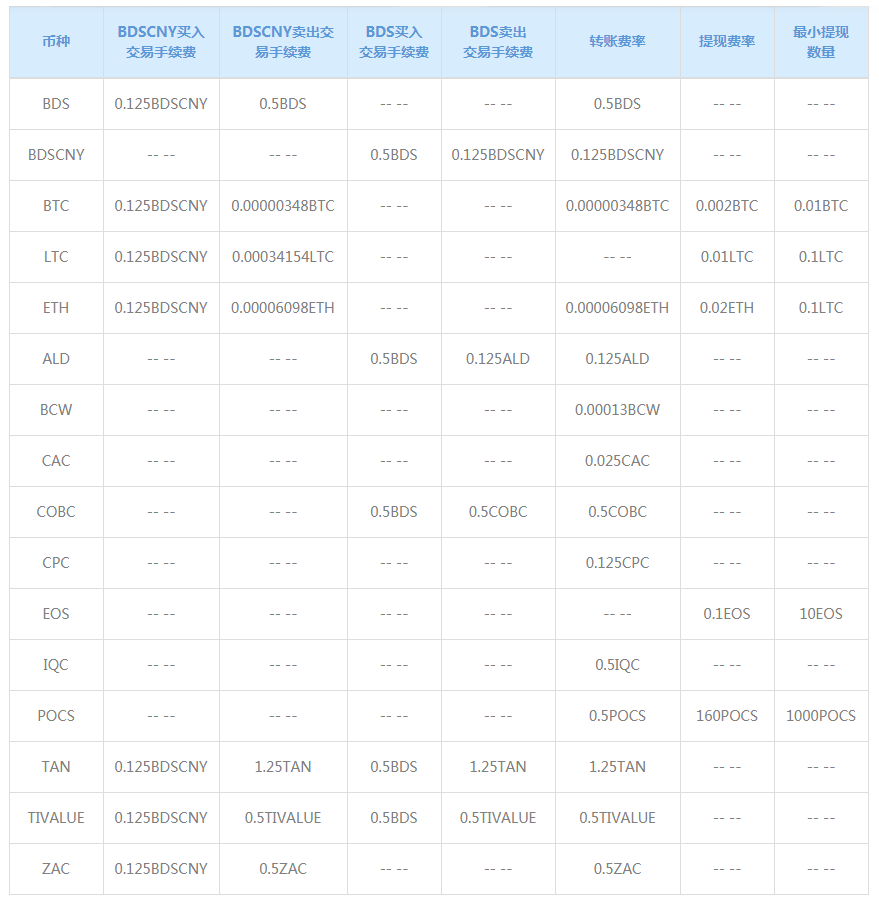 币种 BDSCNY买入交易手续费 BDSCNY卖出交易手续费 BDS买入交易手续费 BDS卖出交易手续费 转账费率 提现费率 最小提现数量
BDS 0.125BDSCNY 0.5BDS -- -- -- -- 0.5BDS -- -- -- --
BDSCNY -- -- -- -- 0.5BDS 0.125BDSCNY 0.125BDSCNY -- -- -- --
BTC 0.125BDSCNY 0.00000348BTC -- -- -- -- 0.00000348BTC 0.002BTC 0.01BTC
LTC 0.125BDSCNY 0.00034154LTC -- -- -- -- -- -- 0.01LTC 0.1LTC
ETH 0.125BDSCNY 0.00006098ETH -- -- -- -- 0.00006098ETH 0.02ETH 0.1LTC
ALD -- -- -- -- 0.5BDS 0.125ALD 0.125ALD -- -- -- --
BCW -- -- -- -- -- -- -- -- 0.00013BCW -- -- -- --
CAC -- -- -- -- -- -- -- -- 0.025CAC -- -- -- --
COBC -- -- -- -- 0.5BDS 0.5COBC 0.5COBC -- -- -- --
CPC -- -- -- -- -- -- -- -- 0.125CPC -- -- -- --
EOS -- -- -- -- -- -- -- -- -- -- 0.1EOS 10EOS
IQC -- -- -- -- -- -- -- -- 0.5IQC -- -- -- --
POCS -- -- -- -- -- -- -- -- 0.5POCS 160POCS 1000POCS
TAN 0.125BDSCNY 1.25TAN 0.5BDS 1.25TAN 1.25TAN -- -- -- --
TIVALUE 0.125BDSCNY 0.5TIVALUE 0.5BDS 0.5TIVALUE 0.5TIVALUE -- -- -- --
ZAC 0.125BDSCNY 0.5ZAC -- -- -- -- 0.5ZAC -- -- -- --